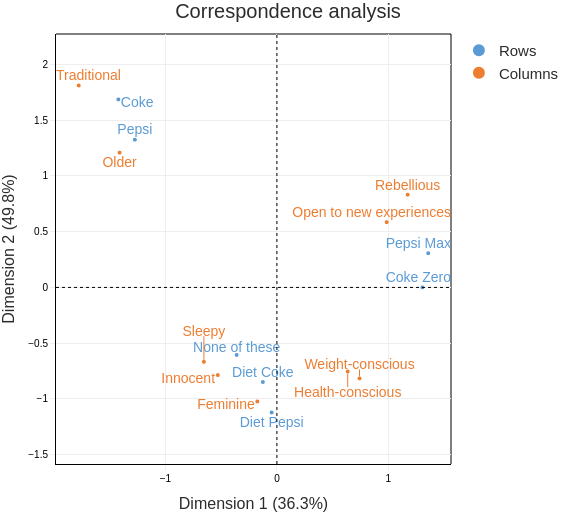 Correspondence analysis
Rows
Columns
Dimension 2 (49.8%)
2
1.5
1
0.5
0
−0.5
−1
−1.5
Traditional
Coke
Pepsi
Older
Rebellious
Open to new experiences
Pepsi Max
Coke Zero
Sleepy
None of these
Weight-conscious
Diet Coke
Innocent
Health-conscious
Feminine
Diet Pepsi
−1
0
1
Dimension 1 (36.3%)